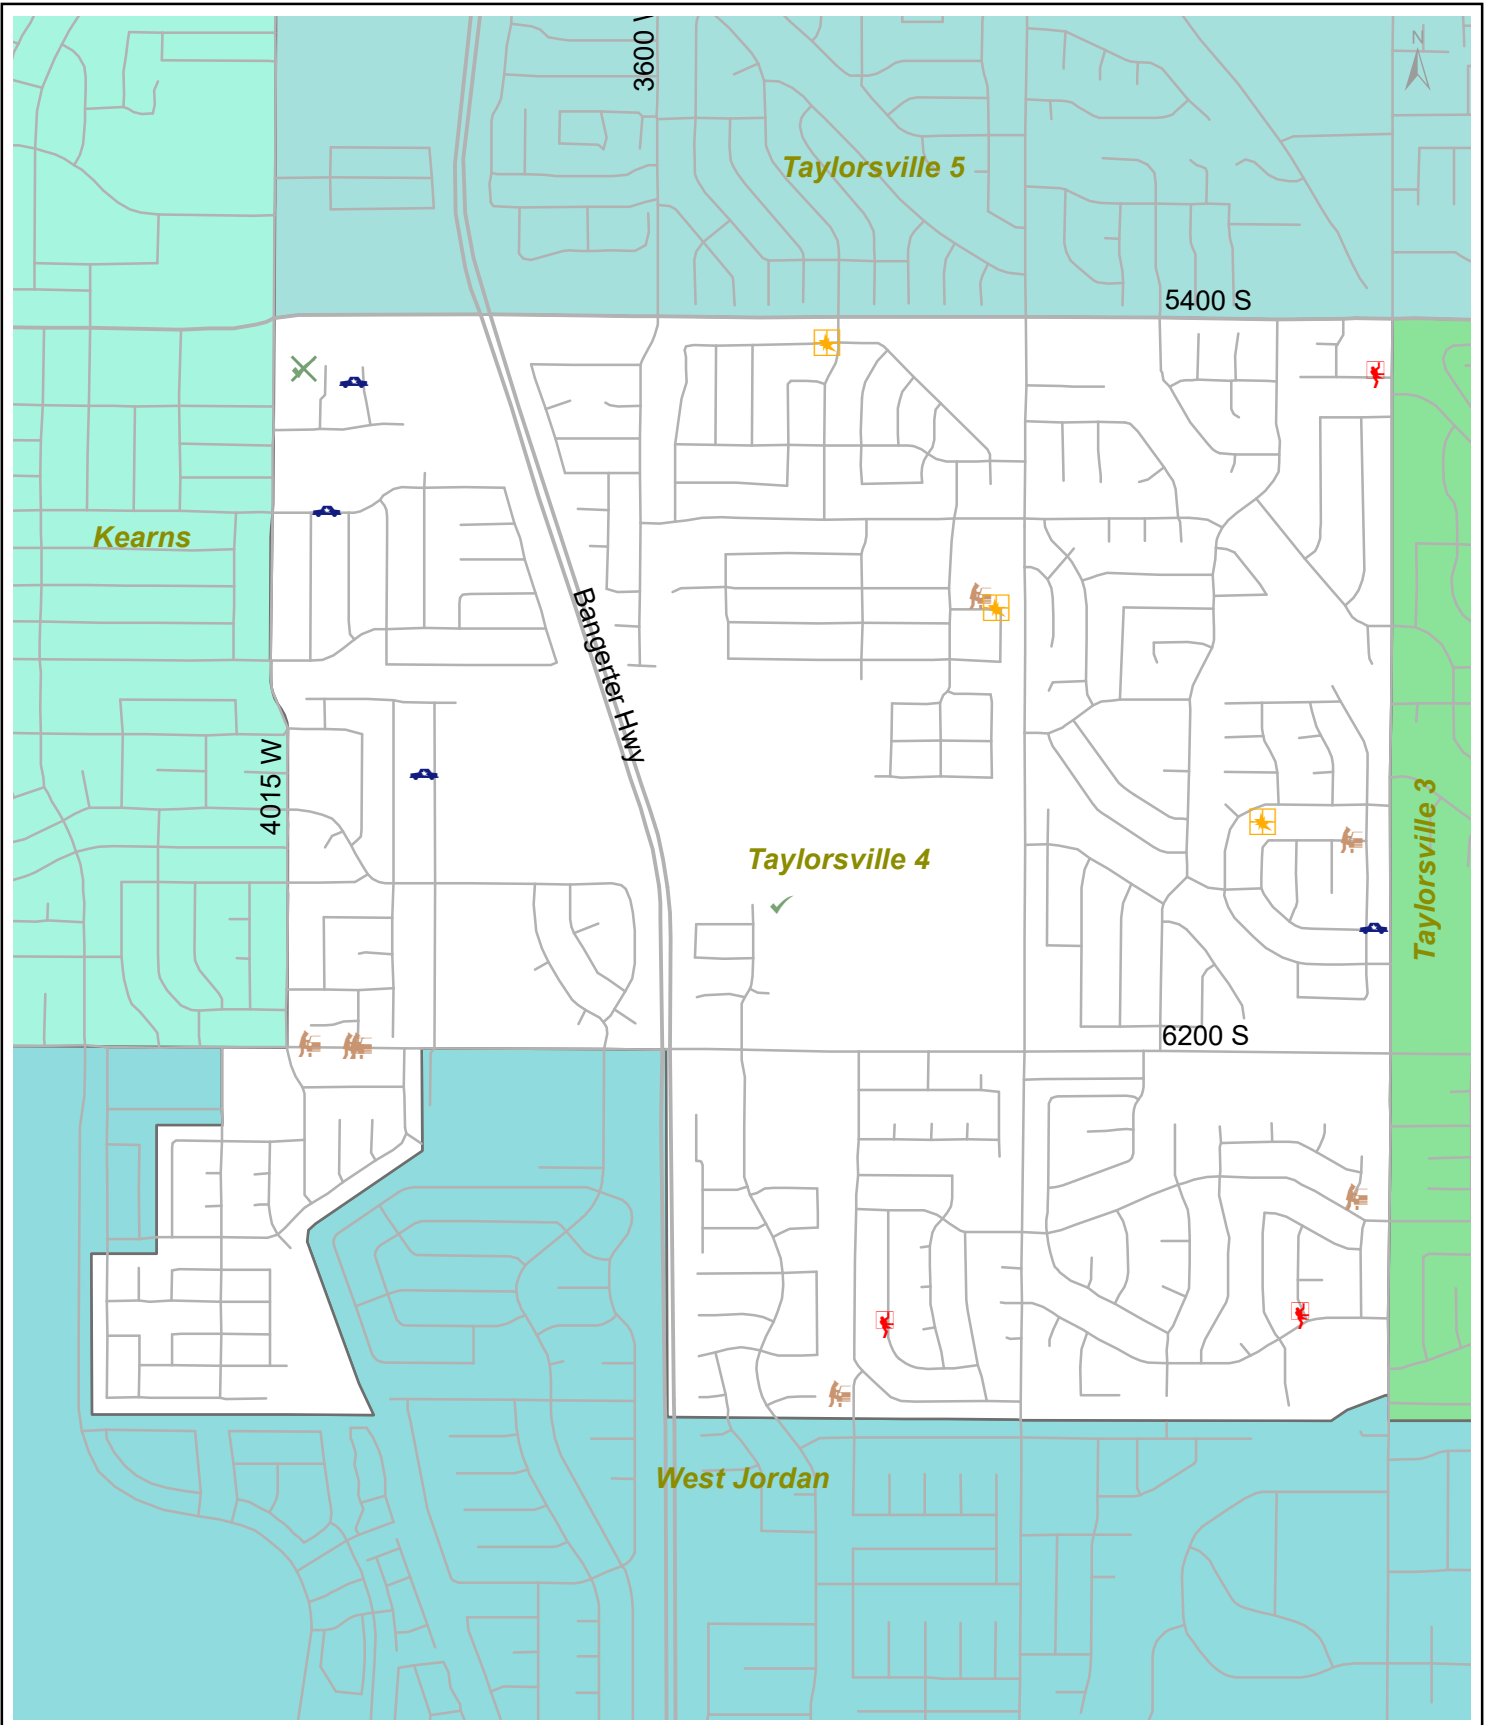 N
3600 W
Taylorsville 5
5400 S
Kearns
Bangerter Hwy
4015 W
Taylorsville 4
Taylorsville 3
6200 S
West Jordan